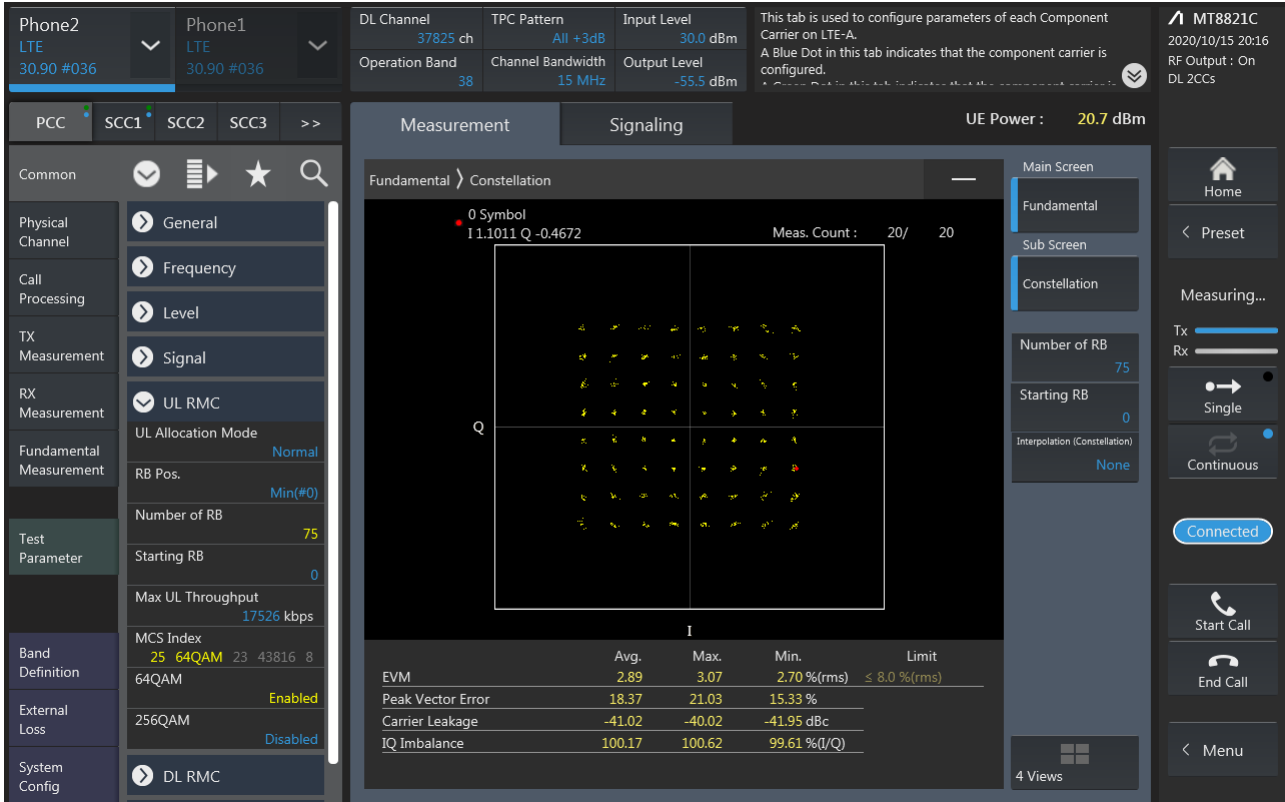 Phone2
LTE
30.90 #036
Phone1
LTE
30.90 #036
DL Channel
37825 ch
TPC Pattern
All +3dB
Input Level
30.0 dBm
Operation Band
38
Channel Bandwidth
15 MHz
Output Level
-55.5 dBm
This tab is used to configure parameters of each Component
Carrier on LTE-A.
A Blue Dot in this tab indicates that the component carrier is
configured.
MT8821C
2020/10/15 20:16
RF Output : On
DL 2CCs
PCC
SCC1
SCC2
SCC3
>>
Measurement
Signaling
UE Power : 20.7 dBm
Common
Physical
Channel
Call
Processing
TX
Measurement
RX
Measurement
Fundamental
Measurement
Test
Parameter
Band
Definition
External
Loss
System
Config
General
Frequency
Level
Signal
UL RMC
UL Allocation Mode
Normal
RB Pos.
Min(#0)
Number of RB
75
Starting RB
0
Max UL Throughput
17526 kbps
MCS Index
25 64QAM 23 43816 8
64QAM
Enabled
256QAM
Disabled
DL RMC
Fundamental 〉 Constellation
0 Symbol
I 1.1011 Q -0.4672
Meas. Count : 20/ 20
Q
I
Avg. Max. Min. Limit
EVM 2.89 3.07 2.70 %(rms) ≤ 8.0 %(rms)
Peak Vector Error 18.37 21.03 15.33 %
Carrier Leakage -41.02 -40.02 -41.95 dBc
IQ Imbalance 100.17 100.62 99.61 %(I/Q)
Main Screen
Fundamental
Sub Screen
Constellation
Number of RB
75
Starting RB
0
Interpolation (Constellation)
None
4 Views
Home
< Preset
Measuring...
Tx
Rx
Single
Continuous
Connected
Start Call
End Call
< Menu